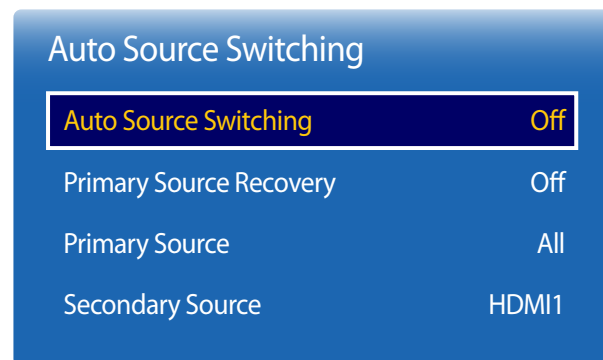 Auto Source Switching
Auto Source Switching Off
Primary Source Recovery Off
Primary Source All
Secondary Source HDMI1